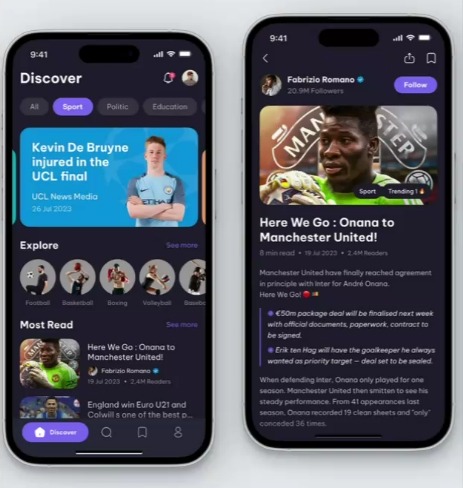 9:41
Discover
All
Sport
Politic
Education
Kevin De Bruyne
injured in the
UCL final
UCL News Media
26 Jul 2023
ETIHA
Explore
See more
Football
Basketball
Boxing
Volleyball
Baseba
Most Read
See more
Here We Go : Onana to
Manchester United!
Fabrizio Romano
19 Jul 2023 • 2,4M Readers
England win Euro U21 and
Colwill s one of the best p...
Discover
9:41
Fabrizio Romano
20.9M Followers
Follow
MAN
STER
Sport
Trending 1
Here We Go : Onana to
Manchester United!
8 min read • 19 Jul 2023 • 2,4M Readers
Manchester United have finally reached agreement
in principle with Inter for André Onana.
Here We Go!
€50m package deal will be finalised next week
with official documents, paperwork, contract to
be signed.
Erik ten Hag will have the goalkeeper he always
wanted as priority target — deal set to be sealed.
When defending Inter, Onana only played for one
season. Manchester United then smitten to see his
steady performance. From 41 appearances last
season, Onana recorded 19 clean sheets and "only"
conceded 36 times.